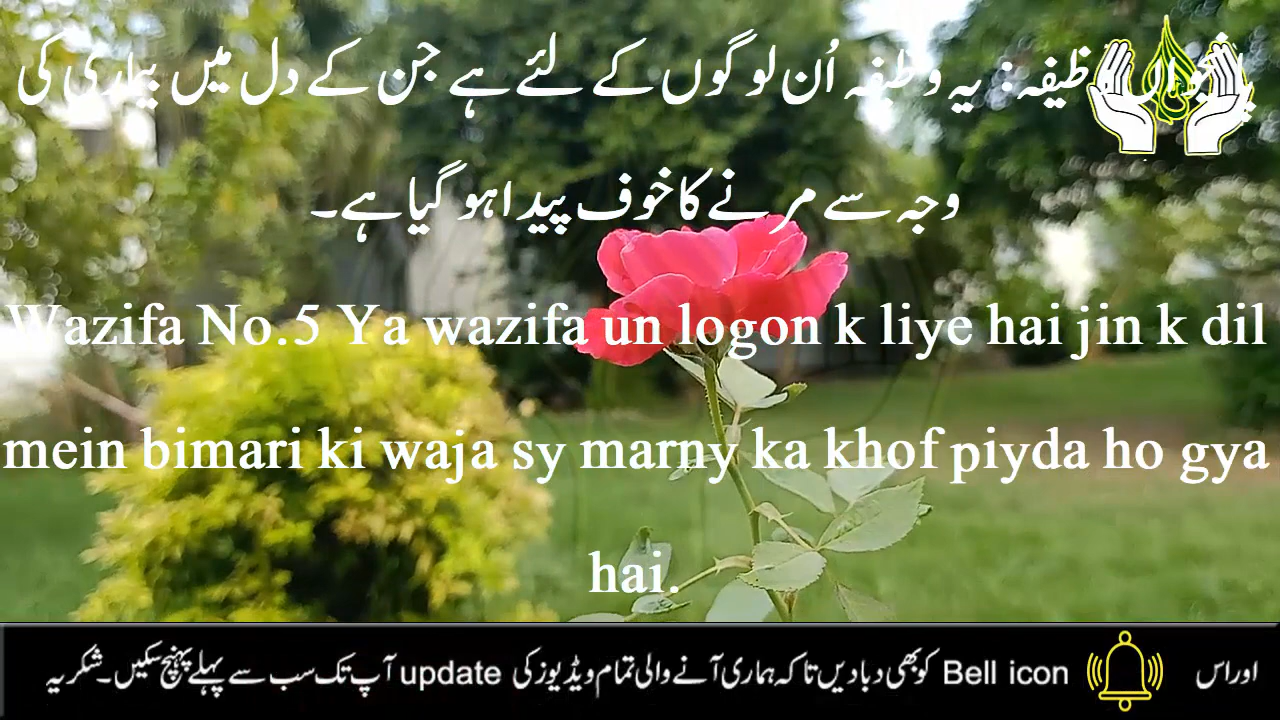 پانچواں وظیفہ: یہ وظیفہ اُن لوگوں کے لئے ہے جن کے دل میں بیماری کی
وجہ سے مرنے کا خوف پیدا ہو گیا ہے۔
Wazifa No.5 Ya wazifa un logon k liye hai jin k dil
mein bimari ki waja sy marny ka khof piyda ho gya
hai.
اور اس Bell icon کو بھی دبا دیں تا کہ ہماری آنے والی تمام ویڈیوز کی update آپ تک سب سے پہلے پہنچ سکیں۔ شکریہ